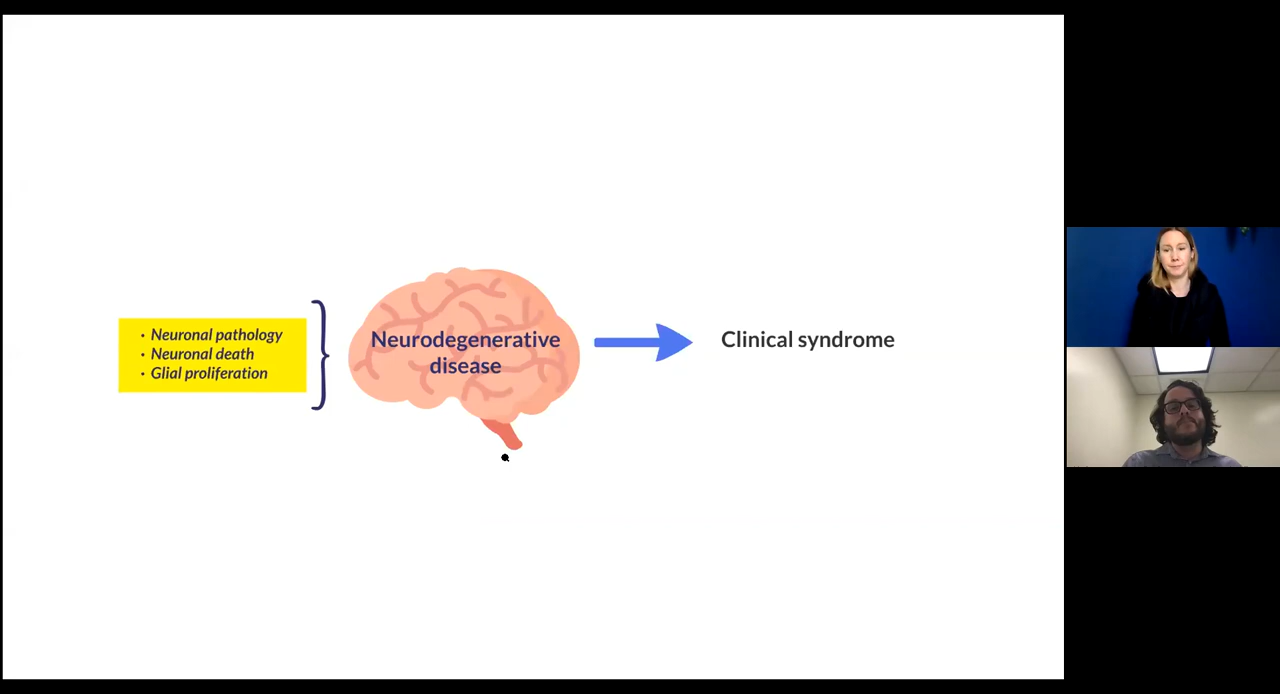 · Neuronal pathology
· Neuronal death
· Glial proliferation
Neurodegenerative
disease
Clinical syndrome